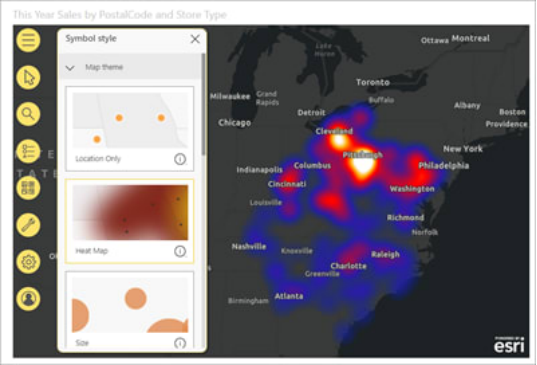 This Year Sales by PostalCode and Store Type
Symbol style
Map theme
Location Only
Heat Map
Size
Lake
Huron
Ottawa
Montreal
Toronto
Buffalo
Milwaukee
Grand
Rapids
Albany
Boston
Providence
Detroit
Chicago
Cleveland
New York
Pittsburgh
Philadelphia
Indianapolis
Columbus
Cincinnati
Washington
Louisville
Richmond
Norfolk
Nashville
Knoxville
Raleigh
Charlotte
Greenville
Birmingham
Atlanta
POWERED BY
esri